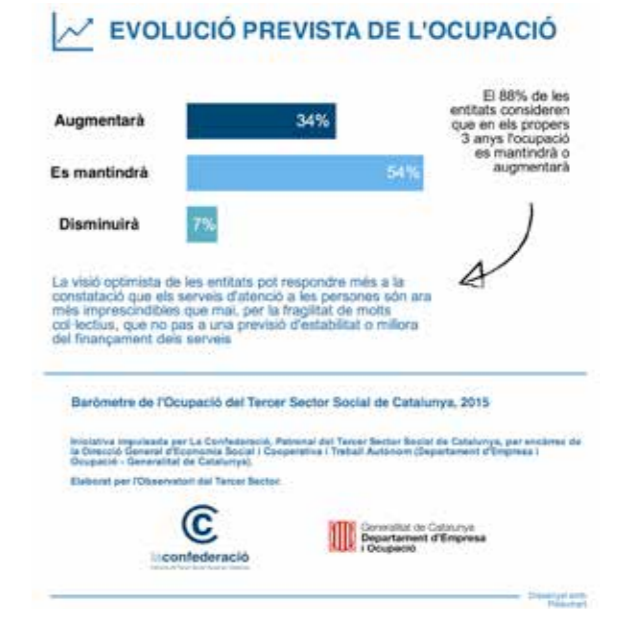 EVOLUCIÓ PREVISTA DE L'OCUPACIÓ
El 88% de les
entitats consideren
que en els propers
3 anys l'ocupació
es mantindrà o
augmentarà
Augmentarà
34%
Es mantindrà
54%
Disminuirà
7%
La visió optimista de les entitats pot respondre més a la
constatació que els serveis d'atenció a les persones són ara
més imprescindibles que mai, per la fragilitat de molts
col·lectius, que no pas a una previsió d'estabilitat o millora
del finançament dels serveis
Baròmetre de l'Ocupació del Tercer Sector Social de Catalunya, 2015
Iniciativa impulsada per La Confederació, Patronal del Tercer Sector Social de Catalunya, per encàrrec de
la Direcció General d'Economia Social i Cooperativa i Treball Autònom (Departament d'Empresa i
Ocupació - Generalitat de Catalunya).
Elaborat per l'Observatori del Tercer Sector.
laconfederació
Generalitat de Catalunya
Departament d'Empresa
i Ocupació